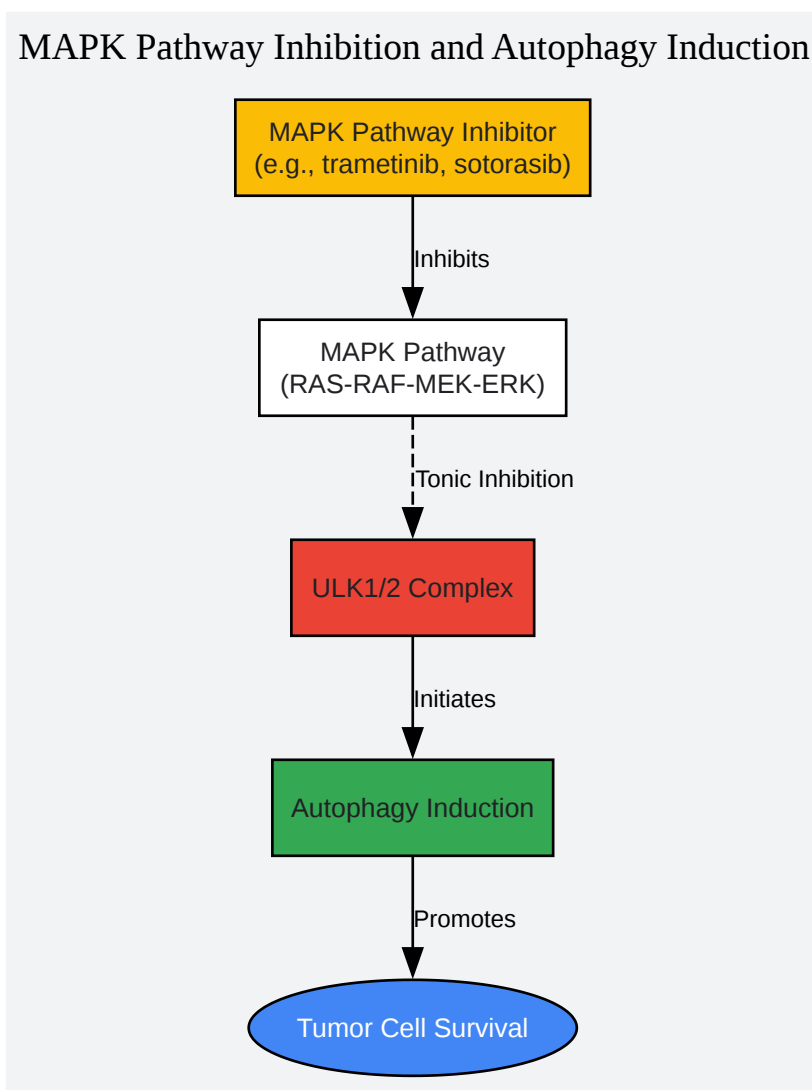 MAPK Pathway Inhibition and Autophagy Induction
MAPK Pathway Inhibitor
(e.g., trametinib, sotorasib)
Inhibits
MAPK Pathway
(RAS-RAF-MEK-ERK)
Tonic Inhibition
ULK1/2 Complex
Initiates
Autophagy Induction
Promotes
Tumor Cell Survival